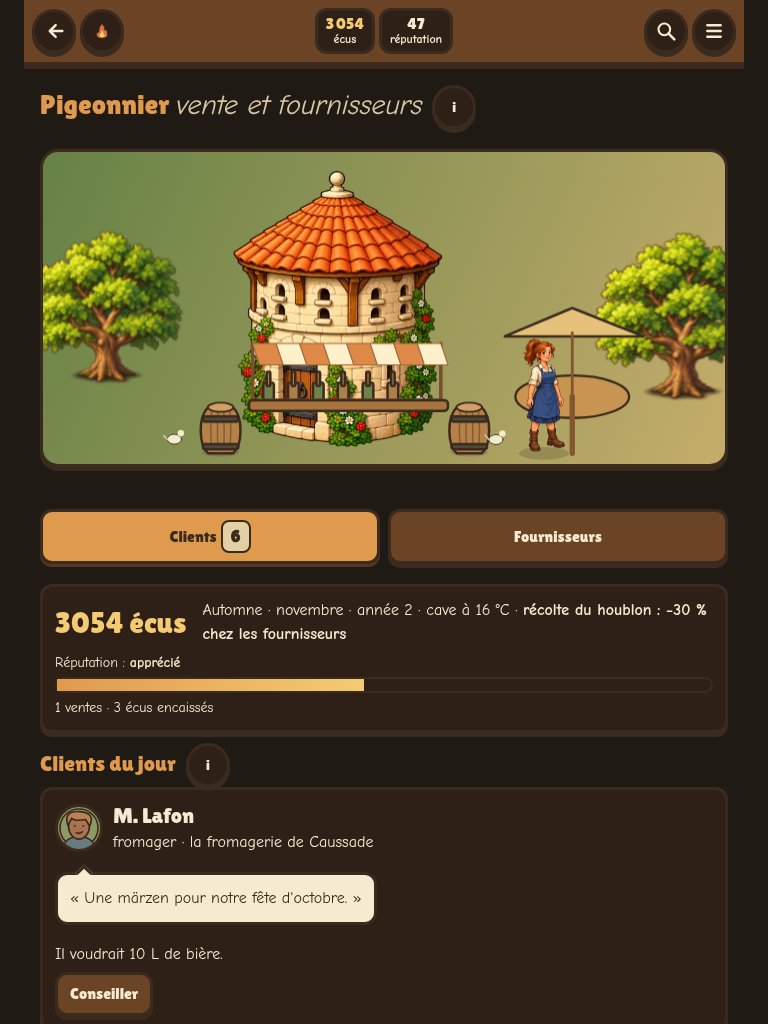 3 054
écus
47
réputation
Pigeonnier vente et fournisseurs
i
Clients 6
Fournisseurs
3054 écus
Automne · novembre · année 2 · cave à 16 °C · récolte du houblon : -30 %
chez les fournisseurs
Réputation : apprécié
1 ventes · 3 écus encaissés
Clients du jour
i
M. Lafon
fromager · la fromagerie de Caussade
« Une märzen pour notre fête d'octobre. »
Il voudrait 10 L de bière.
Conseiller